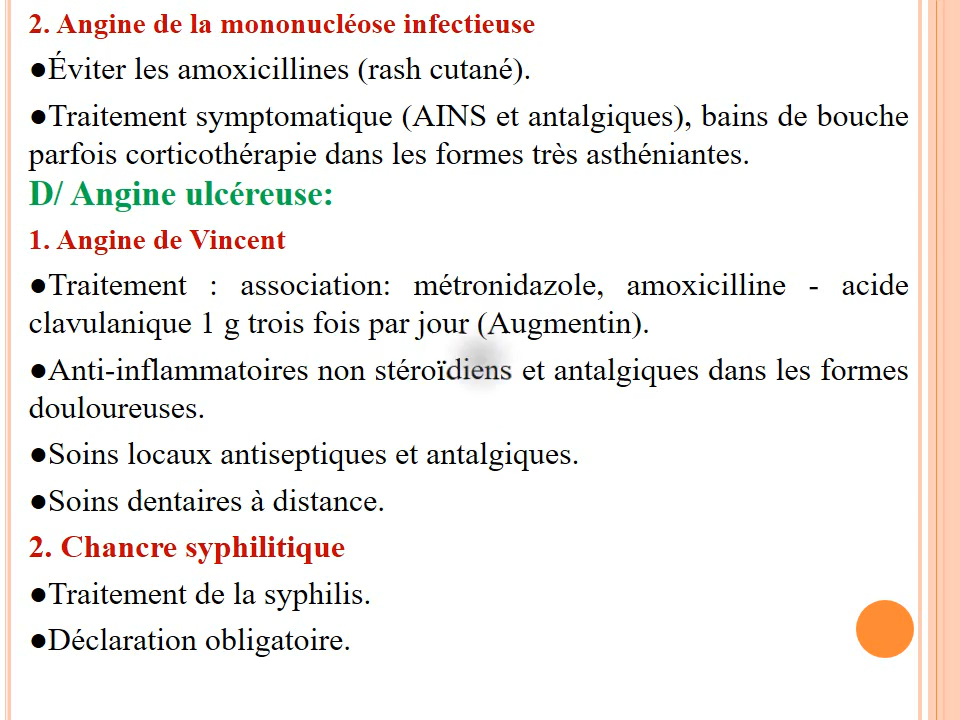 2. Angine de la mononucléose infectieuse
●Éviter les amoxicillines (rash cutané).
●Traitement symptomatique (AINS et antalgiques), bains de bouche
parfois corticothérapie dans les formes très asthéniantes.
D/ Angine ulcéreuse:
1. Angine de Vincent
●Traitement : association: métronidazole, amoxicilline - acide
clavulanique 1 g trois fois par jour (Augmentin).
●Anti-inflammatoires non stéroïdiens et antalgiques dans les formes
douloureuses.
●Soins locaux antiseptiques et antalgiques.
●Soins dentaires à distance.
2. Chancre syphilitique
●Traitement de la syphilis.
●Déclaration obligatoire.